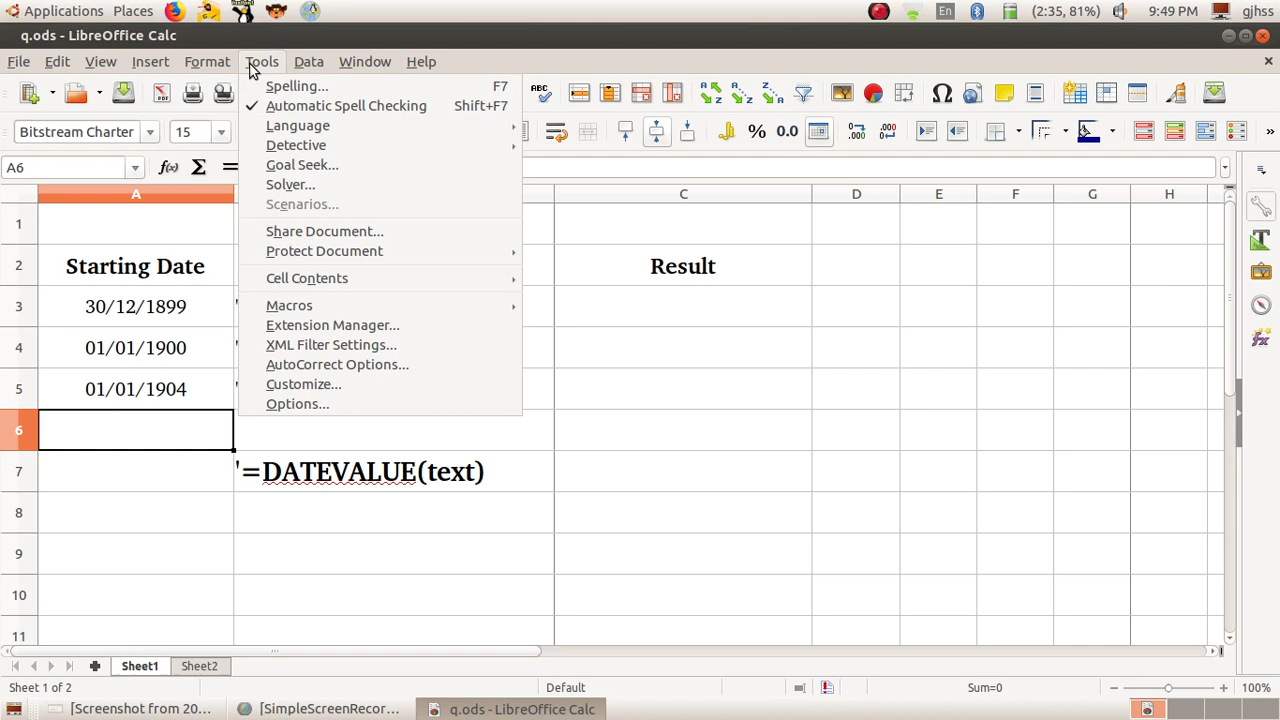 Applications Places En (2:35, 81%) 9:49 PM gjhss
q.ods - LibreOffice Calc
File Edit View Insert Format Tools Data Window Help
Spelling... F7
Automatic Spell Checking Shift+F7
Language
Detective
Goal Seek...
Solver...
Scenarios...
Share Document...
Protect Document
Cell Contents
Macros
Extension Manager...
XML Filter Settings...
AutoCorrect Options...
Customize...
Options...
Bitstream Charter 15
% 0.0
A6 =
A C D E F G H
1
2 Starting Date Result
3 30/12/1899 '
4 01/01/1900 '
5 01/01/1904 '
6
7 '=DATEVALUE(text)
8
9
10
11
Sheet1 Sheet2
Sheet 1 of 2 Default Sum=0 100%
[Screenshot from 20... [SimpleScreenRecor... q.ods - LibreOffice Calc